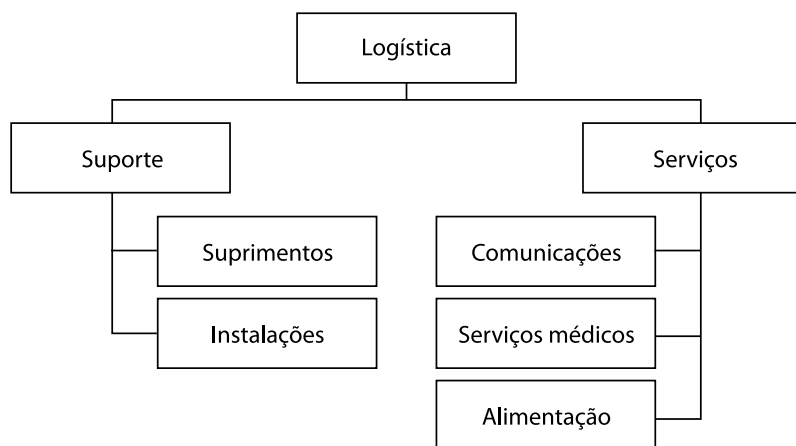 Logística
Suporte
Serviços
Suprimentos
Comunicações
Instalações
Serviços médicos
Alimentação